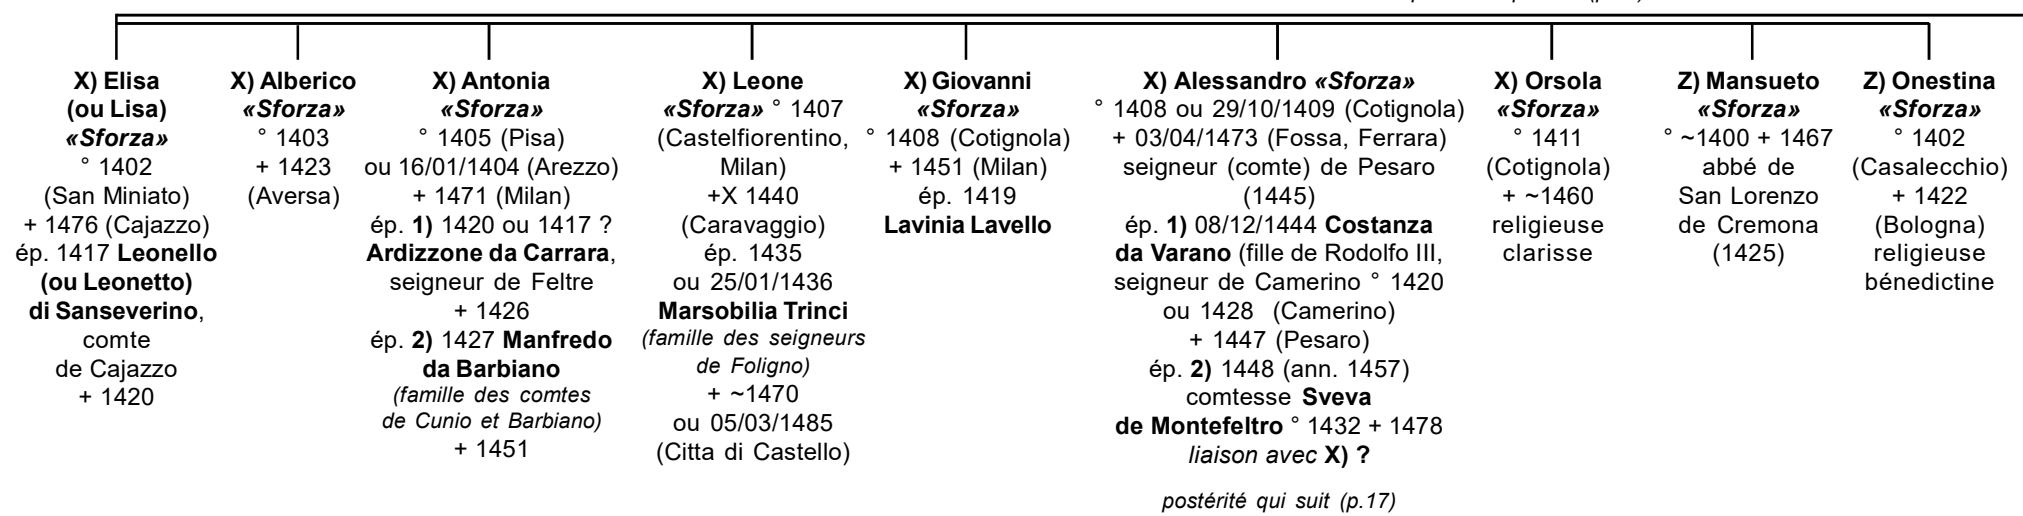 X) Elisa
(ou Lisa)
«Sforza»
° 1402
(San Miniato)
+ 1476 (Cajazzo)
ép. 1417 Leonello
(ou Leonetto)
di Sanseverino,
comte
de Cajazzo
+ 1420
X) Alberico
«Sforza»
° 1403
+ 1423
(Aversa)
X) Antonia
«Sforza»
° 1405 (Pisa)
ou 16/01/1404 (Arezzo)
+ 1471 (Milan)
ép. 1) 1420 ou 1417 ?
Ardizzone da Carrara,
seigneur de Feltre
+ 1426
ép. 2) 1427 Manfredo
da Barbiano
(famille des comtes
de Cunio et Barbiano)
+ 1451
X) Leone
«Sforza» ° 1407
(Castelfiorentino,
Milan)
+X 1440
(Caravaggio)
ép. 1435
ou 25/01/1436
Marsobilia Trinci
(famille des seigneurs
de Foligno)
+ ~1470
ou 05/03/1485
(Citta di Castello)
X) Giovanni
«Sforza»
° 1408 (Cotignola)
+ 1451 (Milan)
ép. 1419
Lavinia Lavello
X) Alessandro «Sforza»
° 1408 ou 29/10/1409 (Cotignola)
+ 03/04/1473 (Fossa, Ferrara)
seigneur (comte) de Pesaro
(1445)
ép. 1) 08/12/1444 Costanza
da Varano (fille de Rodolfo III,
seigneur de Camerino ° 1420
ou 1428 (Camerino)
+ 1447 (Pesaro)
ép. 2) 1448 (ann. 1457)
comtesse Sveva
de Montefeltro ° 1432 + 1478
liaison avec X) ?
postérité qui suit (p.17)
X) Orsola
«Sforza»
° 1411
(Cotignola)
+ ~1460
religieuse
clarisse
Z) Mansueto
«Sforza»
° ~1400 + 1467
abbé de
San Lorenzo
de Cremona
(1425)
Z) Onestina
«Sforza»
° 1402
(Casalecchio)
+ 1422
(Bologna)
religieuse
bénedictine